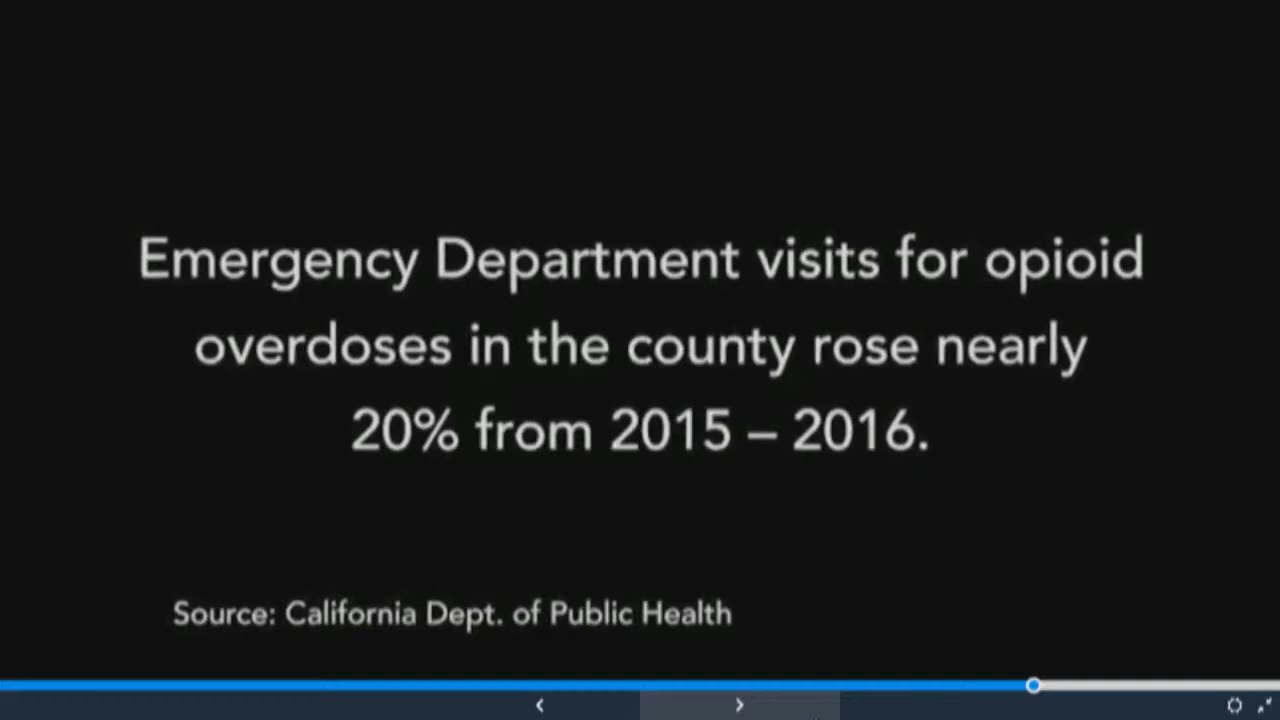 Emergency Department visits for opioid
overdoses in the county rose nearly
20% from 2015 – 2016.
Source: California Dept. of Public Health